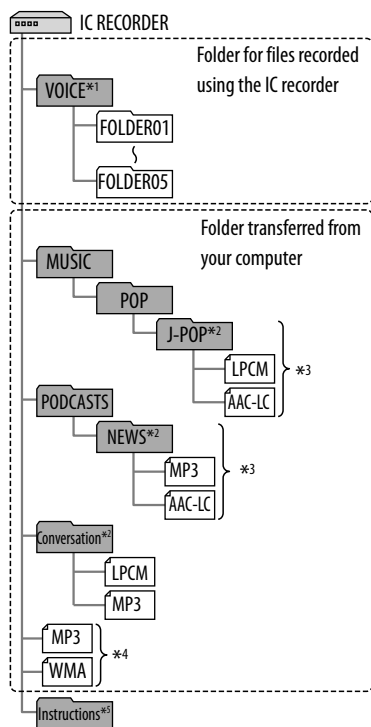 IC RECORDER
Folder for files recorded
using the IC recorder
VOICE*1
FOLDER01
FOLDER05
Folder transferred from
your computer
MUSIC
POP
J-POP*2
LPCM
*3
AAC-LC
PODCASTS
NEWS*2
MP3
*3
AAC-LC
Conversation*2
LPCM
MP3
MP3
*4
WMA
Instructions*5